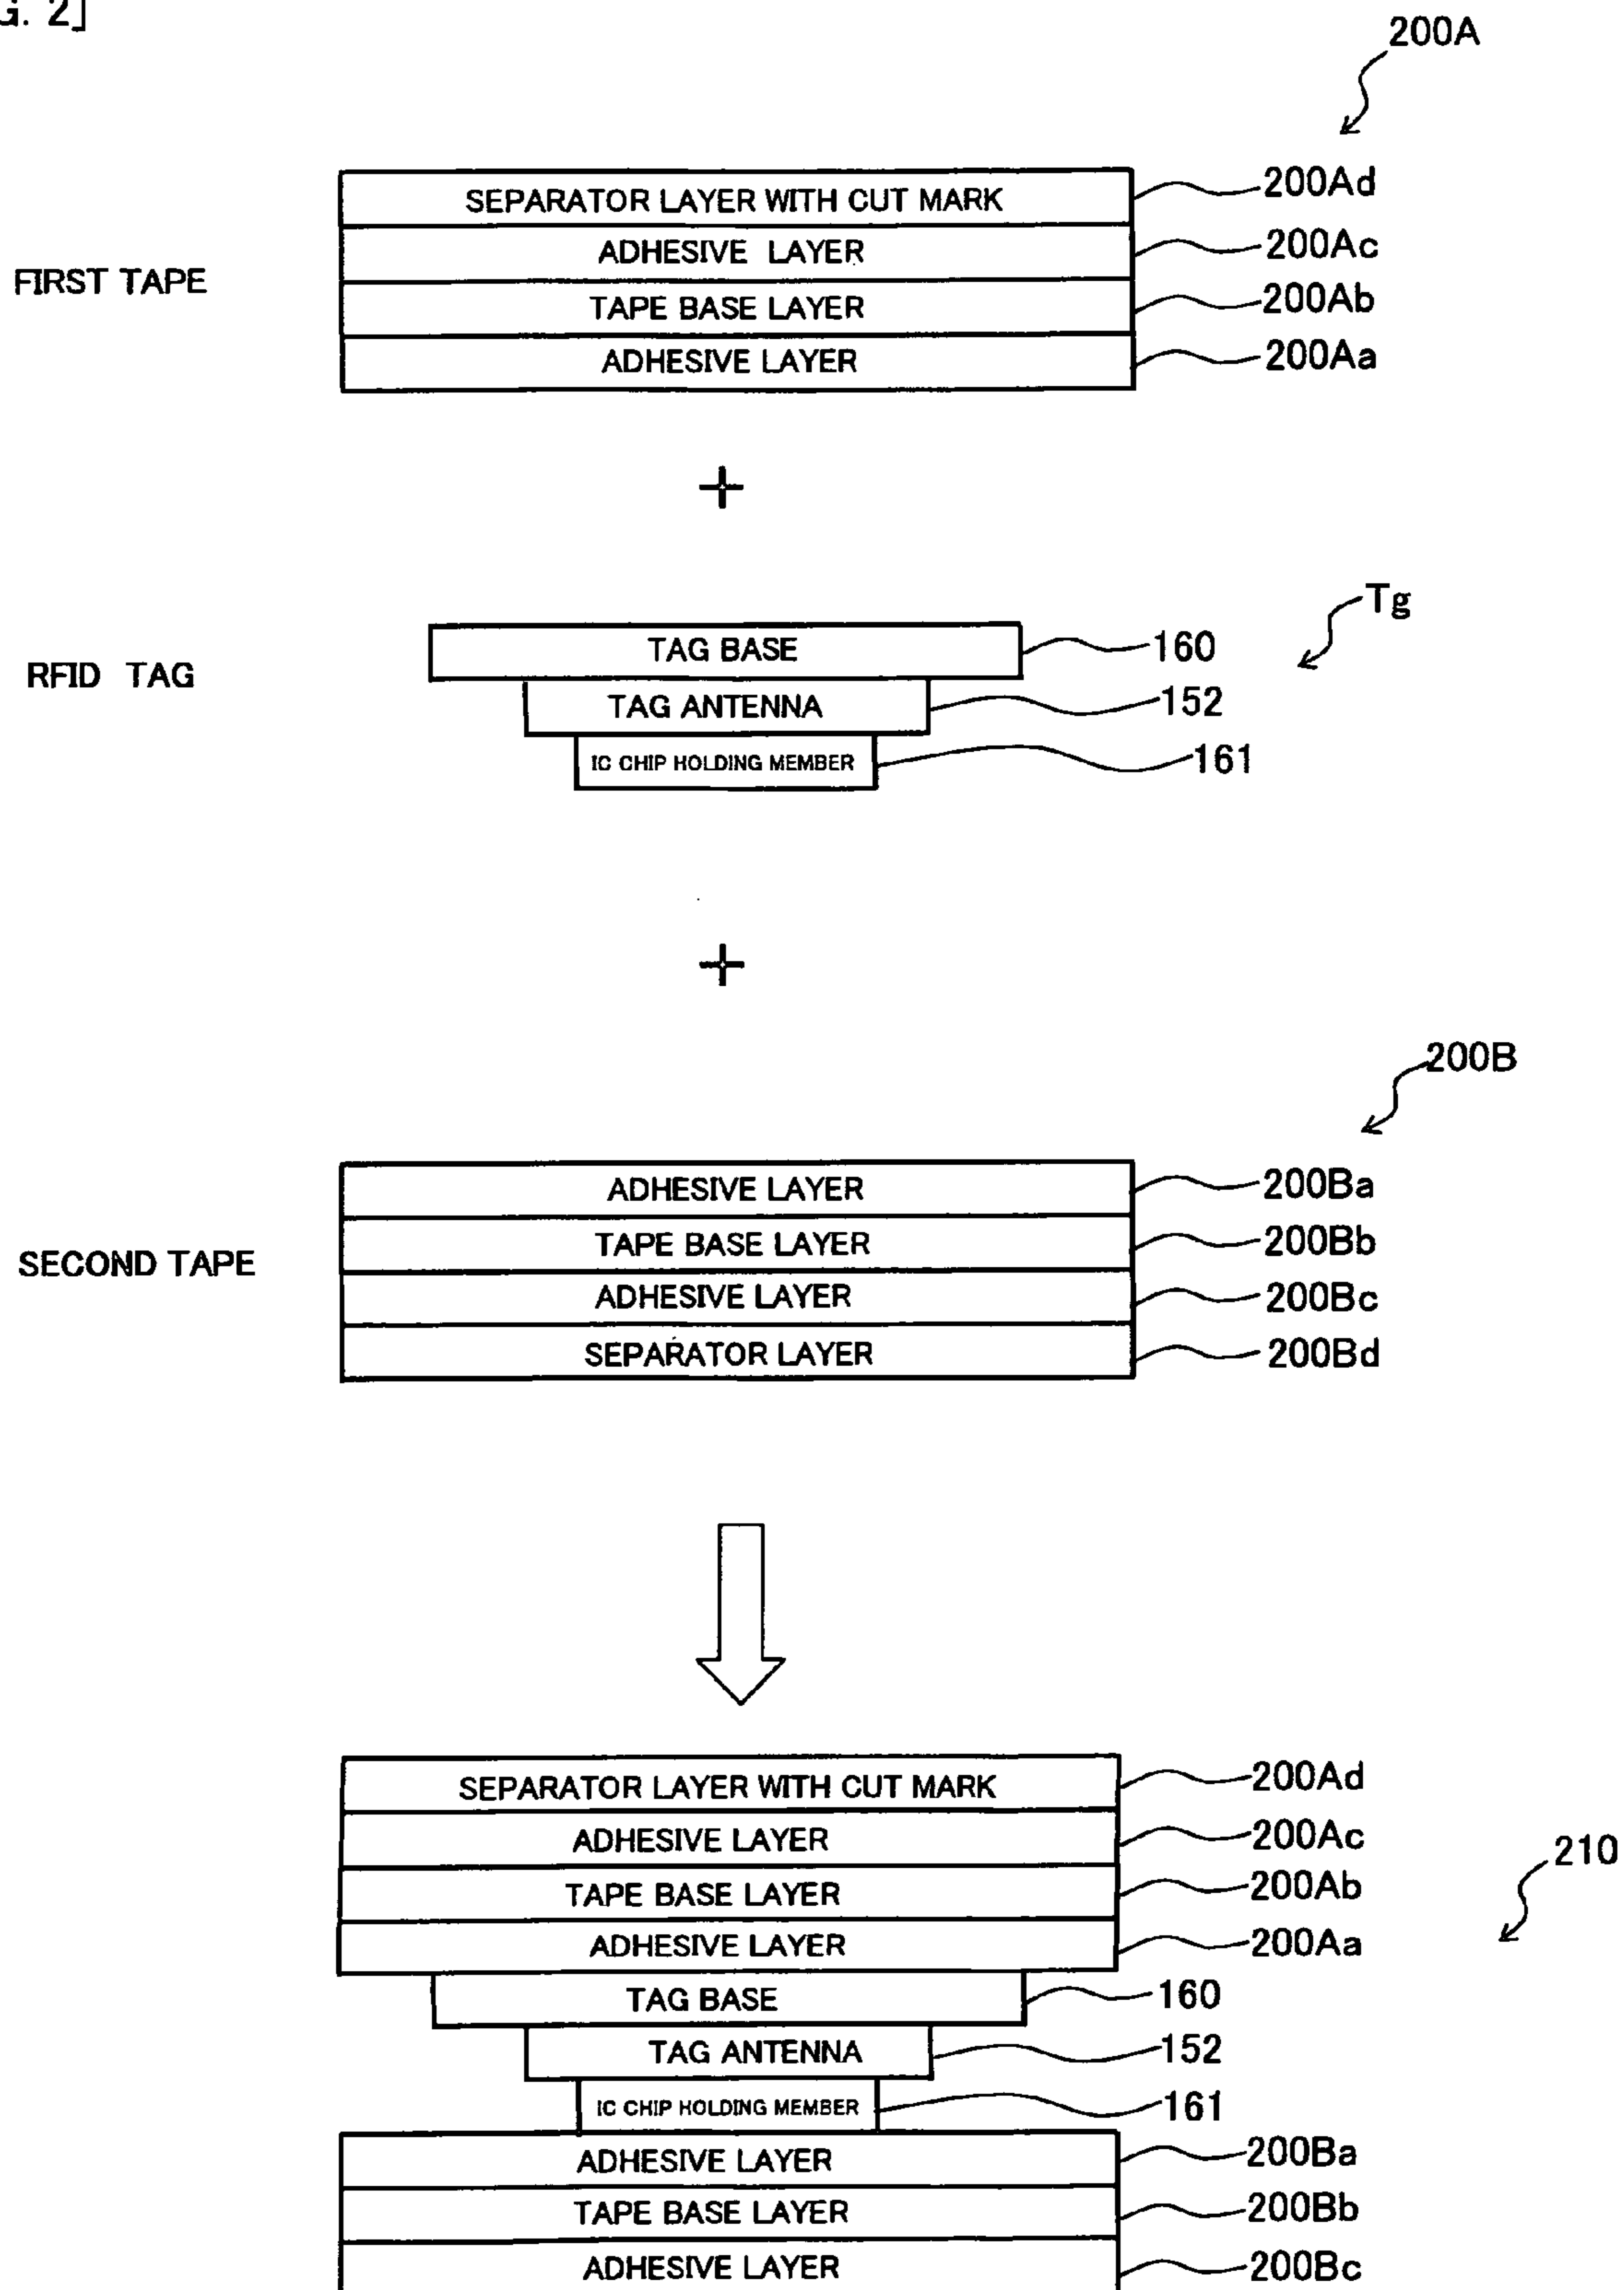 G. 2]
200A
SEPARATOR LAYER WITH CUT MARK 200Ad
ADHESIVE LAYER 200Ac
FIRST TAPE
TAPE BASE LAYER 200Ab
ADHESIVE LAYER 200Aa
+
Tg
TAG BASE 160
RFID TAG
TAG ANTENNA 152
IC CHIP HOLDING MEMBER 161
+
200B
ADHESIVE LAYER 200Ba
TAPE BASE LAYER 200Bb
SECOND TAPE
ADHESIVE LAYER 200Bc
SEPARATOR LAYER 200Bd
SEPARATOR LAYER WITH CUT MARK 200Ad
ADHESIVE LAYER 200Ac
210
TAPE BASE LAYER 200Ab
ADHESIVE LAYER 200Aa
TAG BASE 160
TAG ANTENNA 152
IC CHIP HOLDING MEMBER 161
ADHESIVE LAYER 200Ba
TAPE BASE LAYER 200Bb
ADHESIVE LAYER 200Bc